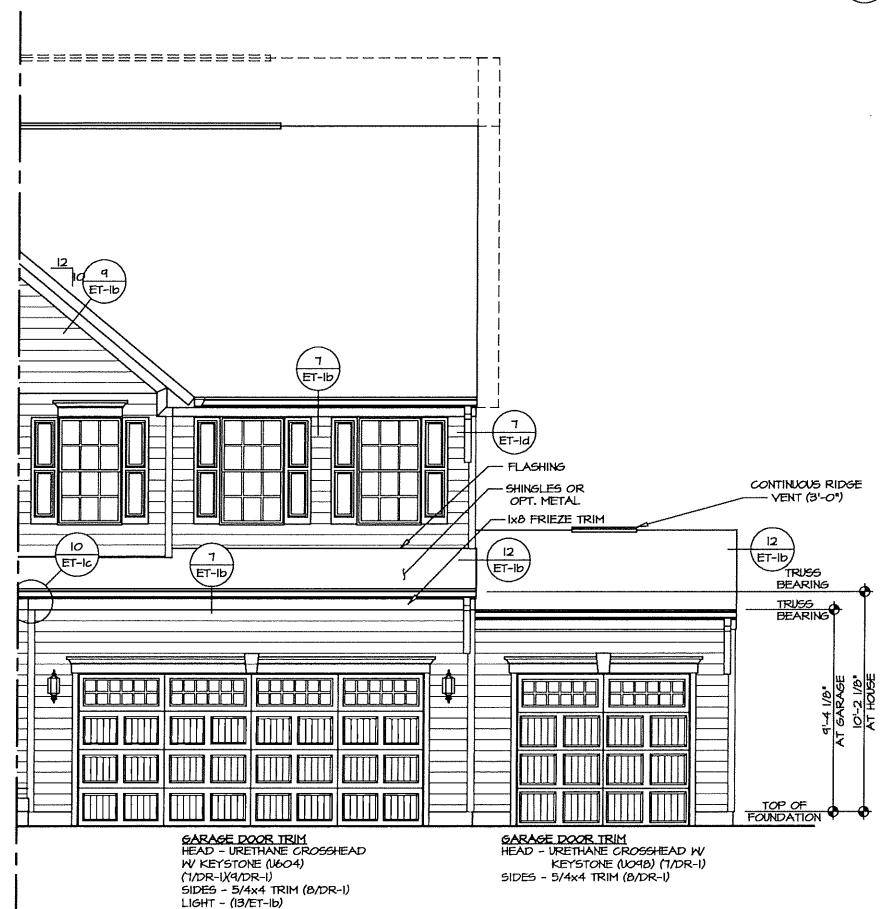 12
10
9
ET-1b
7
ET-1b
7
ET-1d
FLASHING
SHINGLES OR
OPT. METAL
1x8 FRIEZE TRIM
CONTINUOUS RIDGE
VENT (3'-0")
10
ET-1c
7
ET-1b
12
ET-1b
12
ET-1b
TRUSS
BEARING
TRUSS
BEARING
9'-4 1/8"
AT GARAGE
10'-2 1/8"
AT HOUSE
TOP OF
FOUNDATION
GARAGE DOOR TRIM
HEAD - URETHANE CROSSHEAD
W/ KEYSTONE (U604)
(7/DR-1)(9/DR-1)
SIDES - 5/4x4 TRIM (8/DR-1)
LIGHT - (13/ET-1b)
GARAGE DOOR TRIM
HEAD - URETHANE CROSSHEAD W/
KEYSTONE (U098) (7/DR-1)
SIDES - 5/4x4 TRIM (8/DR-1)